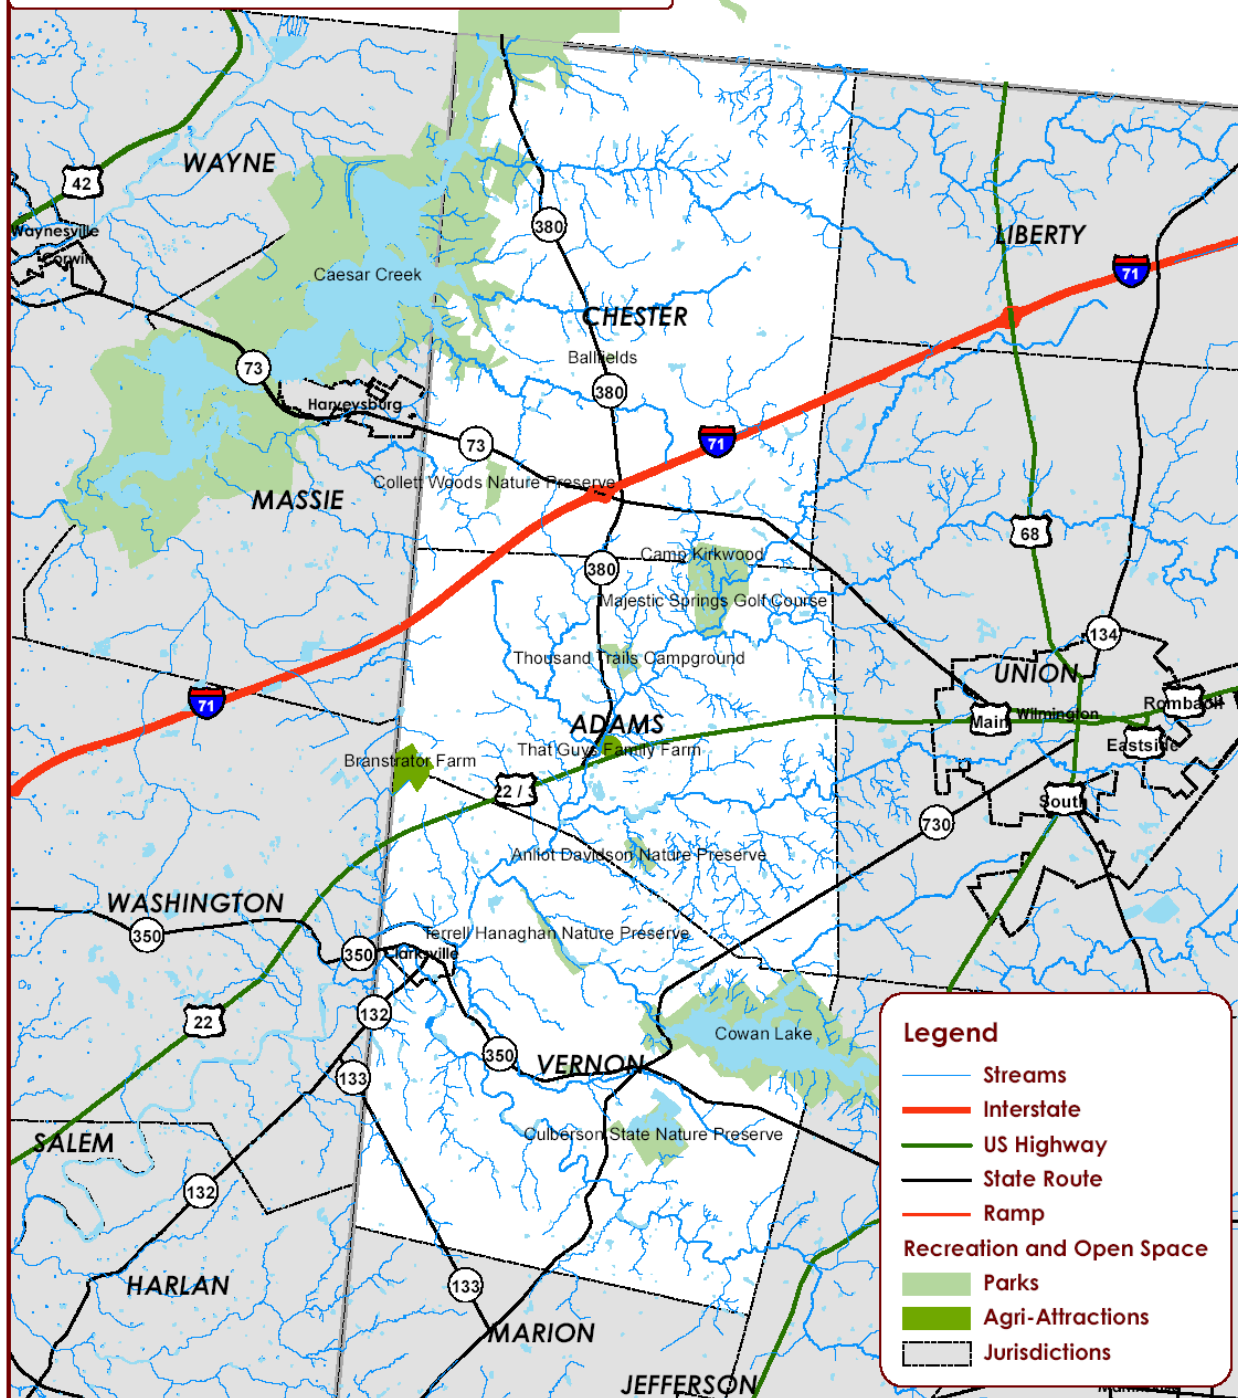 WAYNE
42
Waynesville
Corwin
LIBERTY
380
71
Caesar Creek
CHESTER
Ballfields
73
380
Harveysburg
71
73
Collett Woods Nature Preserve
MASSIE
68
Camp Kirkwood
380
Majestic Springs Golf Course
134
Thousand Trails Campground
UNION
71
Rombach
Main
Wilmington
ADAMS
Eastside
That Guys Family Farm
Branstrator Farm
22 / 3
South
730
Anliot Davidson Nature Preserve
WASHINGTON
350
Terrell Hanaghan Nature Preserve
350
Clarksville
132
22
Cowan Lake
350
VERNON
133
Culberson State Nature Preserve
SALEM
132
HARLAN
133
MARION
JEFFERSON
Legend
Streams
Interstate
US Highway
State Route
Ramp
Recreation and Open Space
Parks
Agri-Attractions
Jurisdictions